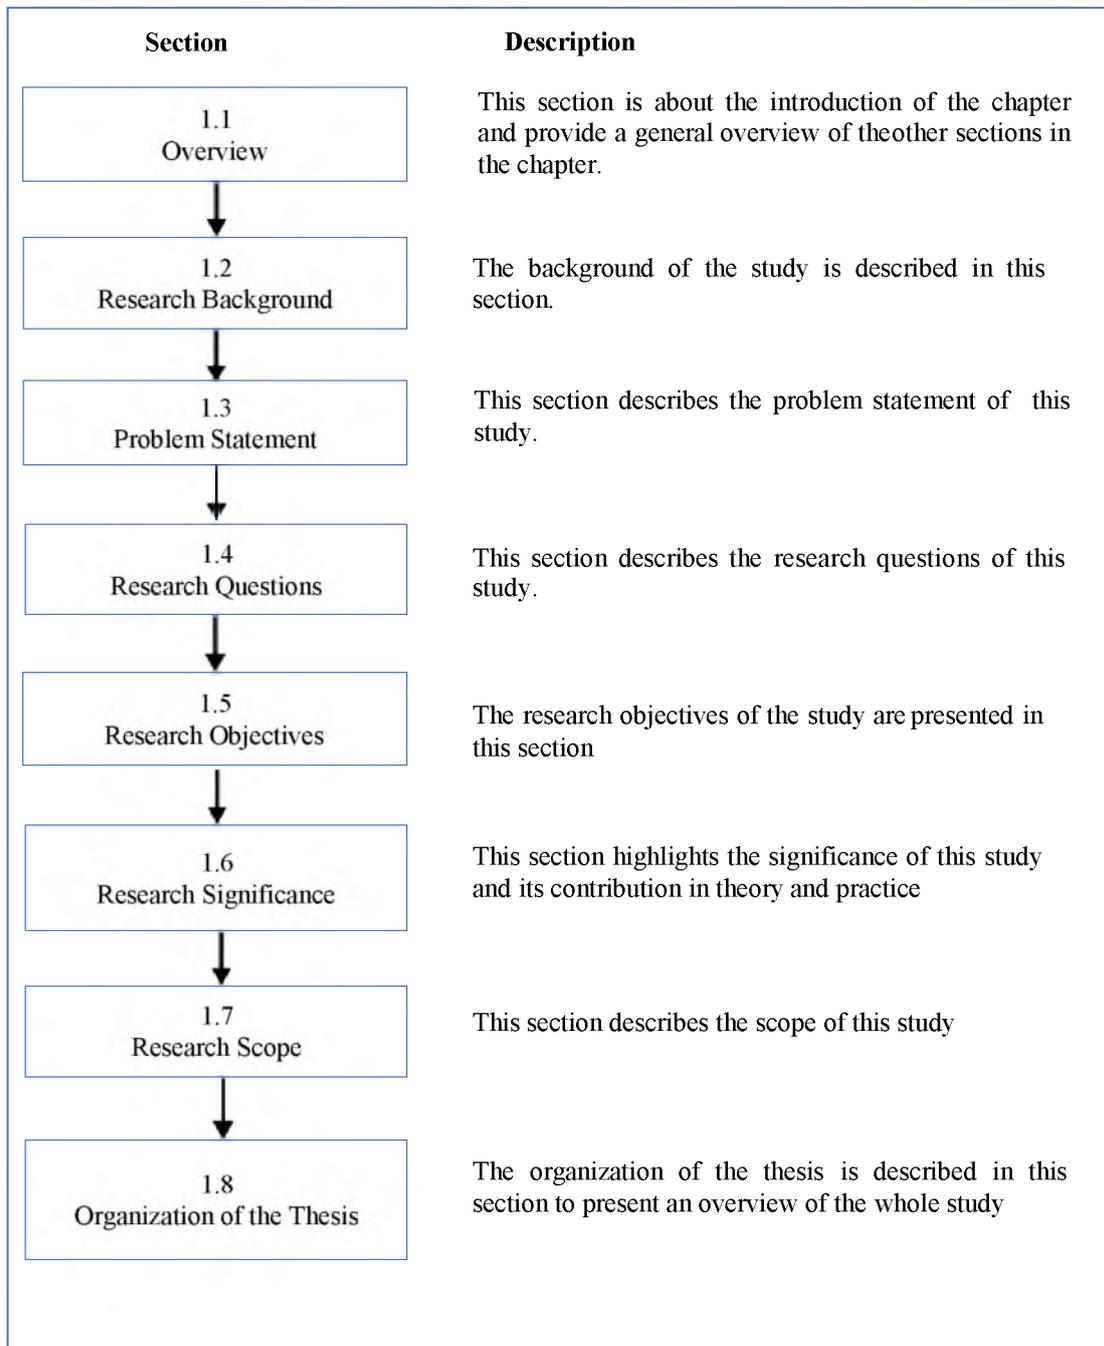 Section Description
1.1
Overview
This section is about the introduction of the chapter
and provide a general overview of theother sections in
the chapter.
1.2
Research Background
The background of the study is described in this
section.
1.3
Problem Statement
This section describes the problem statement of this
study.
1.4
Research Questions
This section describes the research questions of this
study.
1.5
Research Objectives
The research objectives of the study are presented in
this section
1.6
Research Significance
This section highlights the significance of this study
and its contribution in theory and practice
1.7
Research Scope
This section describes the scope of this study
1.8
Organization of the Thesis
The organization of the thesis is described in this
section to present an overview of the whole study